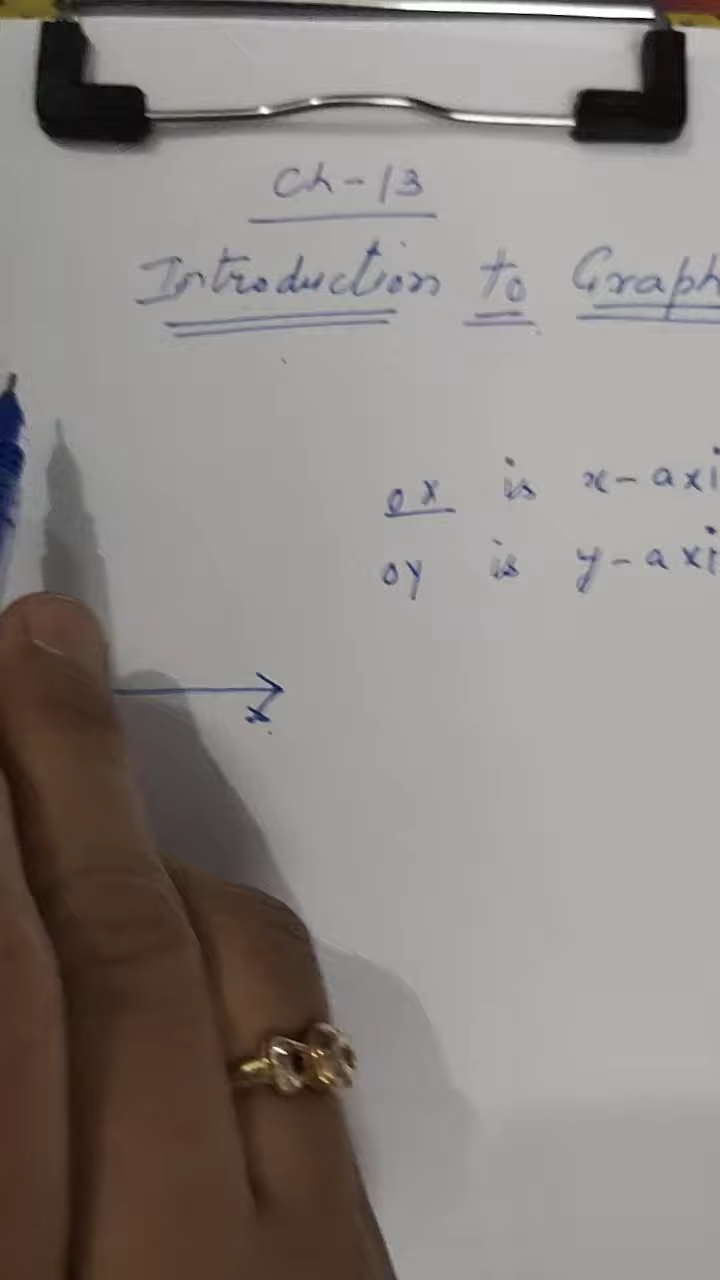 Ch-13
Introduction to Graph
OX is x-axi
OY is y-axi
x